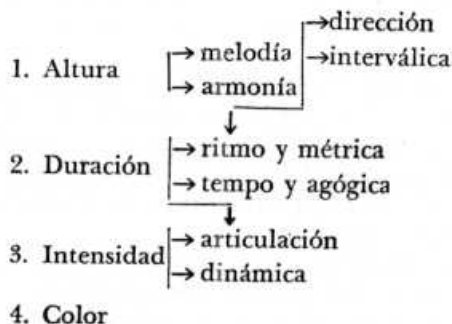 →dirección
→melodía →interválica
1. Altura
→armonía
→ritmo y métrica
2. Duración
→tempo y agógica
→articulación
3. Intensidad
→dinámica
4. Color